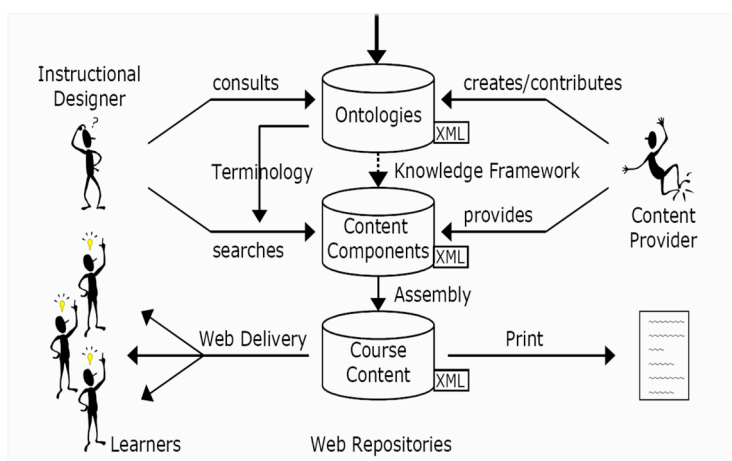 Instructional
Designer
?
consults
creates/contributes
Ontologies
XML
Terminology
Knowledge Framework
Content
Components
XML
searches
provides
Content
Provider
Assembly
Web Delivery
Course
Content
XML
Print
Learners
Web Repositories